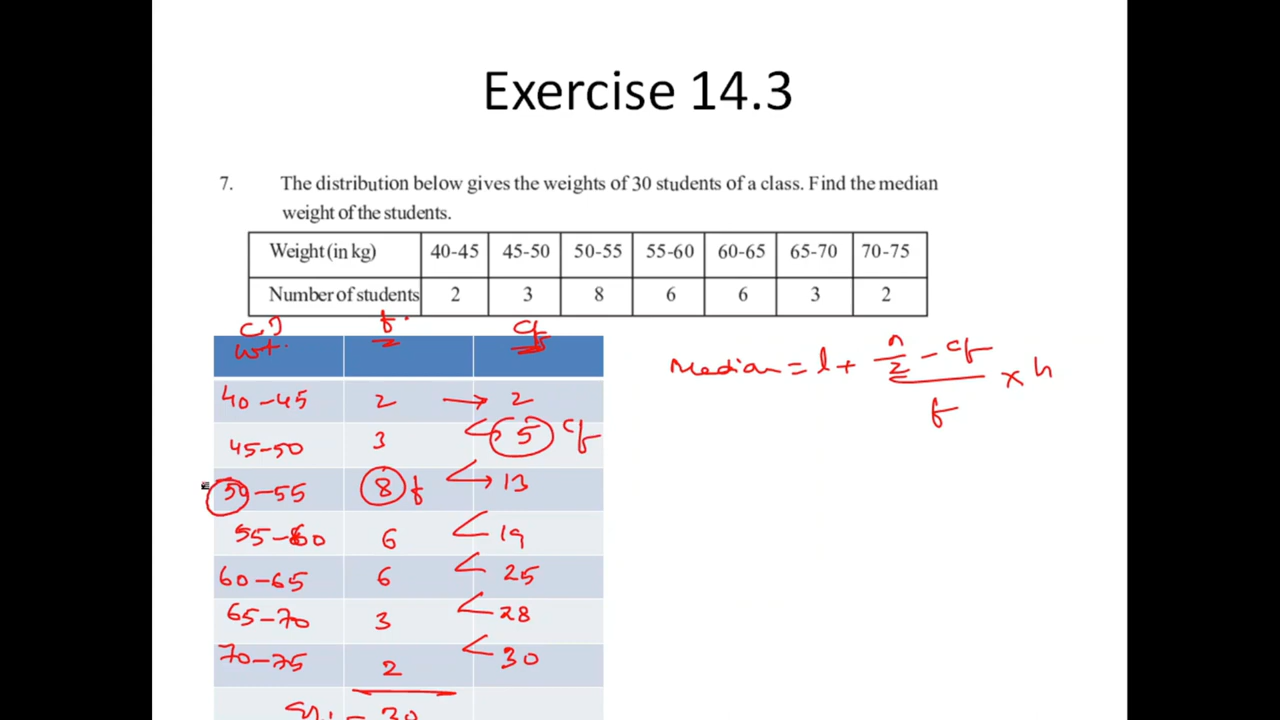 Exercise 14.3
7. The distribution below gives the weights of 30 students of a class. Find the median
weight of the students.
Weight (in kg) 40-45 45-50 50-55 55-60 60-65 65-70 70-75
Number of students 2 3 8 6 6 3 2
C.I f. cf
wt.
Median = l + n/2 - cf / f × h
40-45 2 → 2
45-50 3 5 cf
50-55 8 f 13
55-60 6 19
60-65 6 25
65-70 3 28
70-75 2 30
= 30